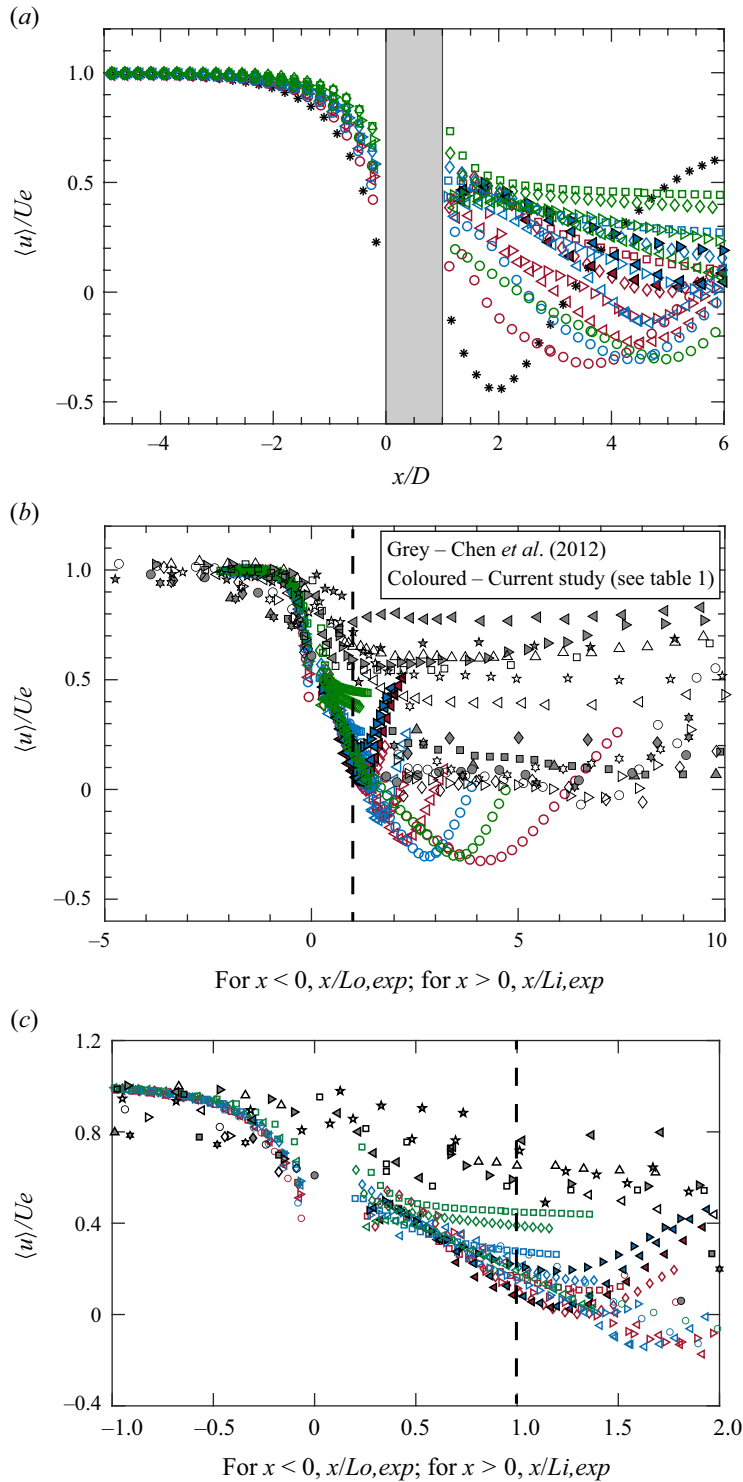 (a)
1.0
0.5
0
–0.5
⟨u⟩/Ue
–4
–2
0
2
4
6
x/D
(b)
Grey – Chen et al. (2012)
Coloured – Current study (see table 1)
1.0
0.5
0
–0.5
⟨u⟩/Ue
–5
0
5
10
For x < 0, x/Lo,exp; for x > 0, x/Li,exp
(c)
1.2
0.8
0.4
0
–0.4
⟨u⟩/Ue
–1.0
–0.5
0
0.5
1.0
1.5
2.0
For x < 0, x/Lo,exp; for x > 0, x/Li,exp